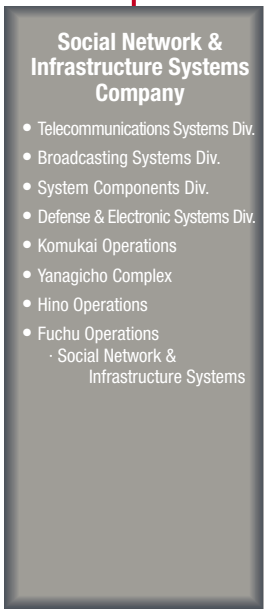 Social Network &
Infrastructure Systems
Company
• Telecommunications Systems Div.
• Broadcasting Systems Div.
• System Components Div.
• Defense & Electronic Systems Div.
• Komukai Operations
• Yanagicho Complex
• Hino Operations
• Fuchu Operations
· Social Network &
Infrastructure Systems